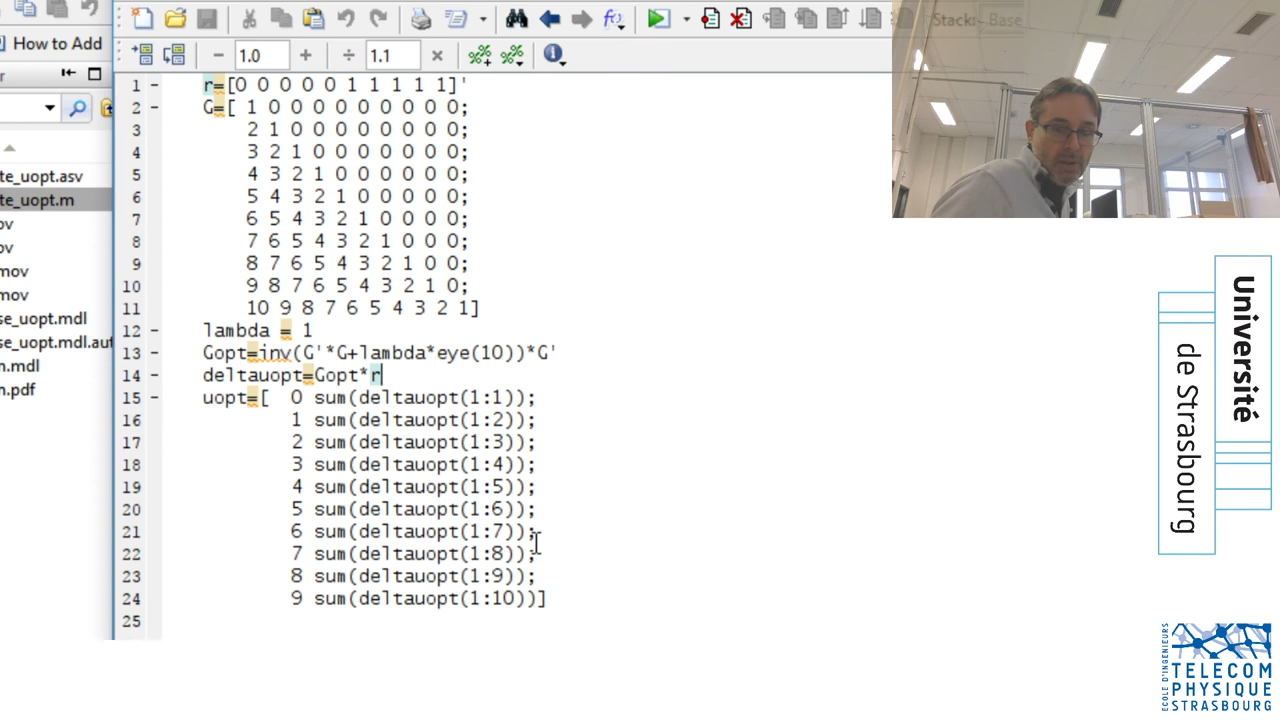 Stack: Base
1.0
1.1
How to Add
r
te_uopt.asv
te_uopt.m
ov
ov
mov
mov
se_uopt.mdl
se_uopt.mdl.aut
m.mdl
m.pdf
1 - r=[0 0 0 0 0 1 1 1 1 1]'
2 - G=[ 1 0 0 0 0 0 0 0 0 0;
3 2 1 0 0 0 0 0 0 0 0;
4 3 2 1 0 0 0 0 0 0 0;
5 4 3 2 1 0 0 0 0 0 0;
6 5 4 3 2 1 0 0 0 0 0;
7 6 5 4 3 2 1 0 0 0 0;
8 7 6 5 4 3 2 1 0 0 0;
9 8 7 6 5 4 3 2 1 0 0;
10 9 8 7 6 5 4 3 2 1 0;
11 10 9 8 7 6 5 4 3 2 1]
12 - lambda = 1
13 - Gopt=inv(G'*G+lambda*eye(10))*G'
14 - deltauopt=Gopt*r
15 - uopt=[ 0 sum(deltauopt(1:1));
16 1 sum(deltauopt(1:2));
17 2 sum(deltauopt(1:3));
18 3 sum(deltauopt(1:4));
19 4 sum(deltauopt(1:5));
20 5 sum(deltauopt(1:6));
21 6 sum(deltauopt(1:7));
22 7 sum(deltauopt(1:8));
23 8 sum(deltauopt(1:9));
24 9 sum(deltauopt(1:10))]
25
Université
de Strasbourg
ECOLE D'INGENIEURS
TELECOM
PHYSIQUE
STRASBOURG